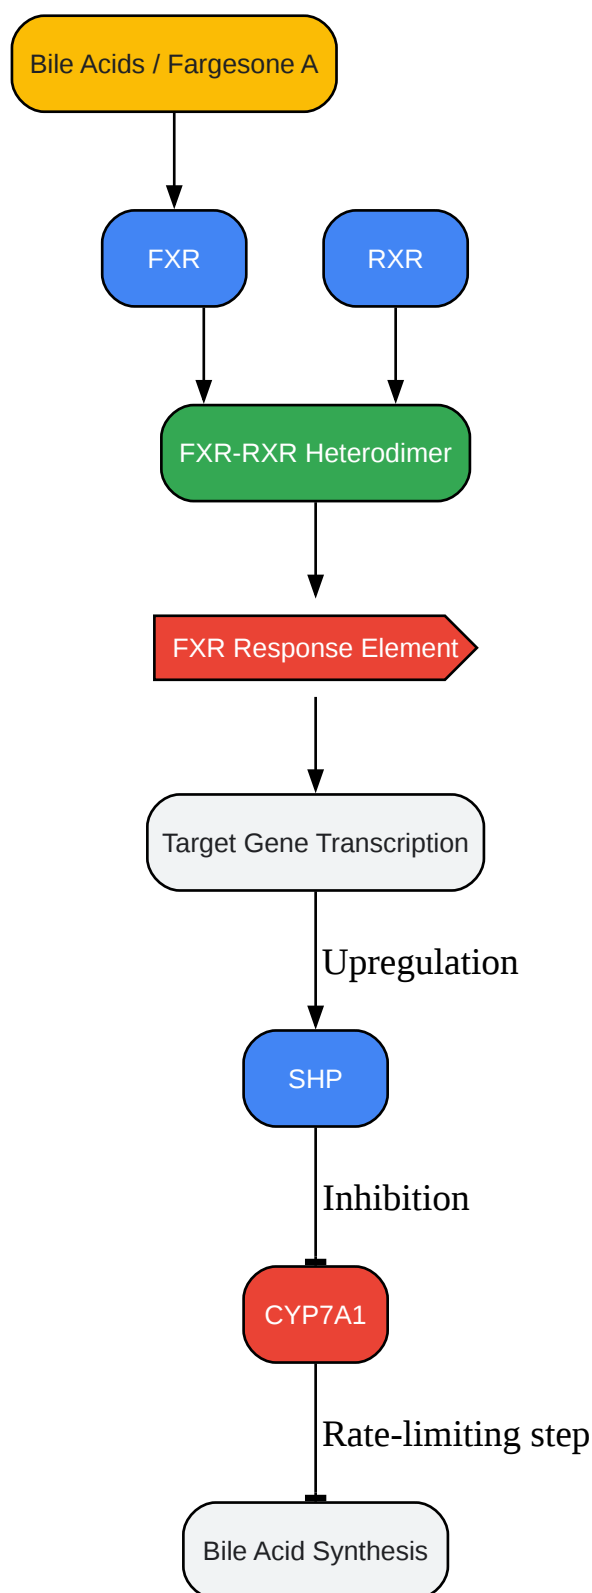 Bile Acids / Fargesone A
FXR
RXR
FXR-RXR Heterodimer
FXR Response Element
Target Gene Transcription
Upregulation
SHP
Inhibition
CYP7A1
Rate-limiting step
Bile Acid Synthesis